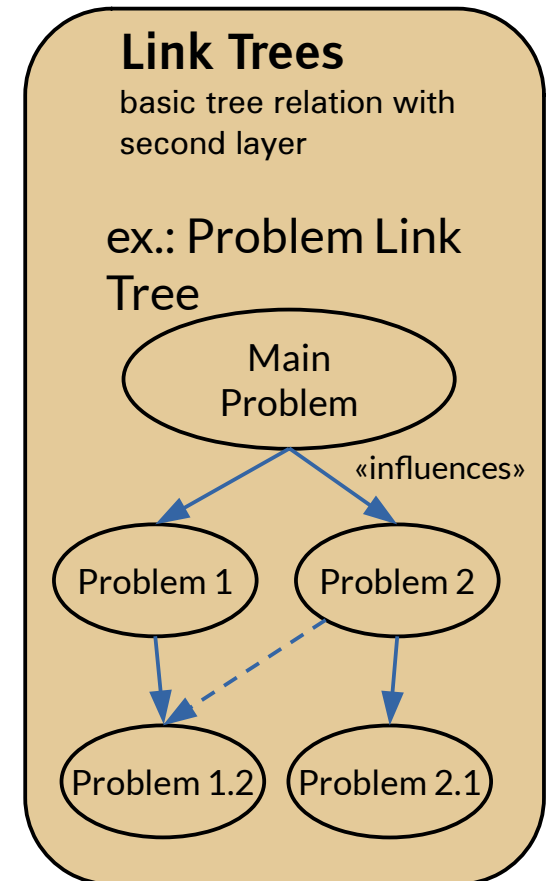 Link Trees
basic tree relation with
second layer
ex.: Problem Link
Tree
Main
Problem
«influences»
Problem 1
Problem 2
Problem 1.2
Problem 2.1